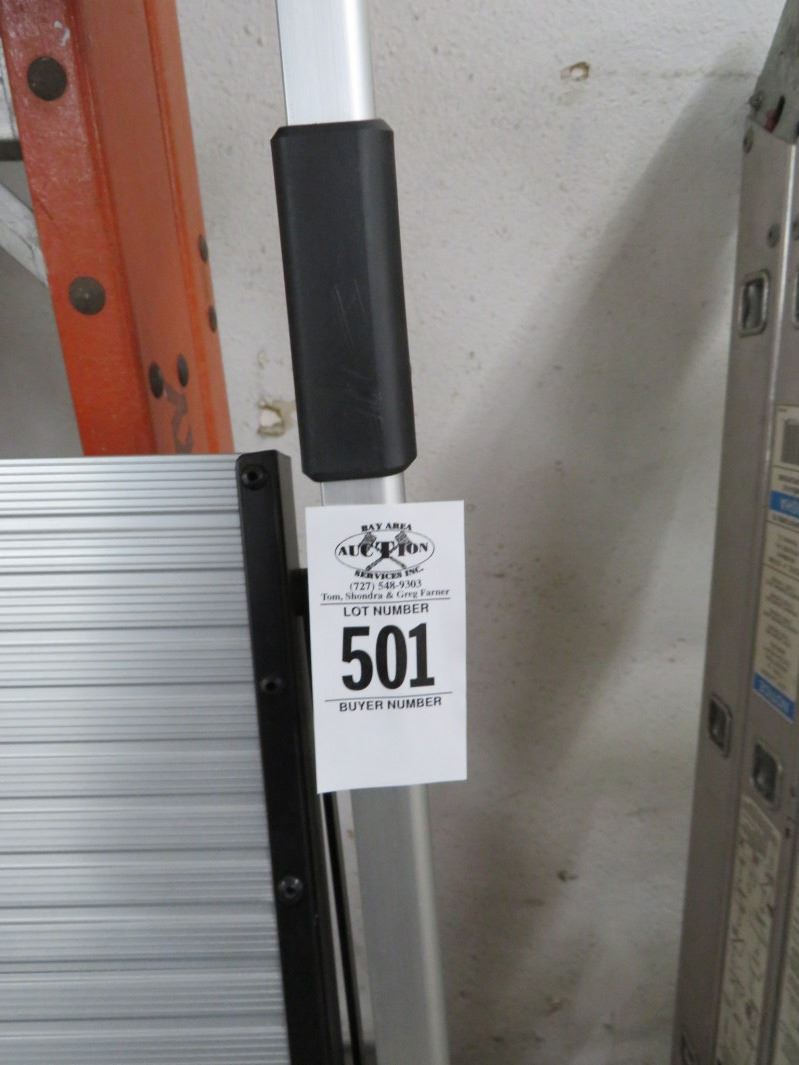 BAY AREA
AUCTION
SERVICES INC.
(727) 548-9303
Tom, Shondra & Greg Farner
LOT NUMBER
501
BUYER NUMBER